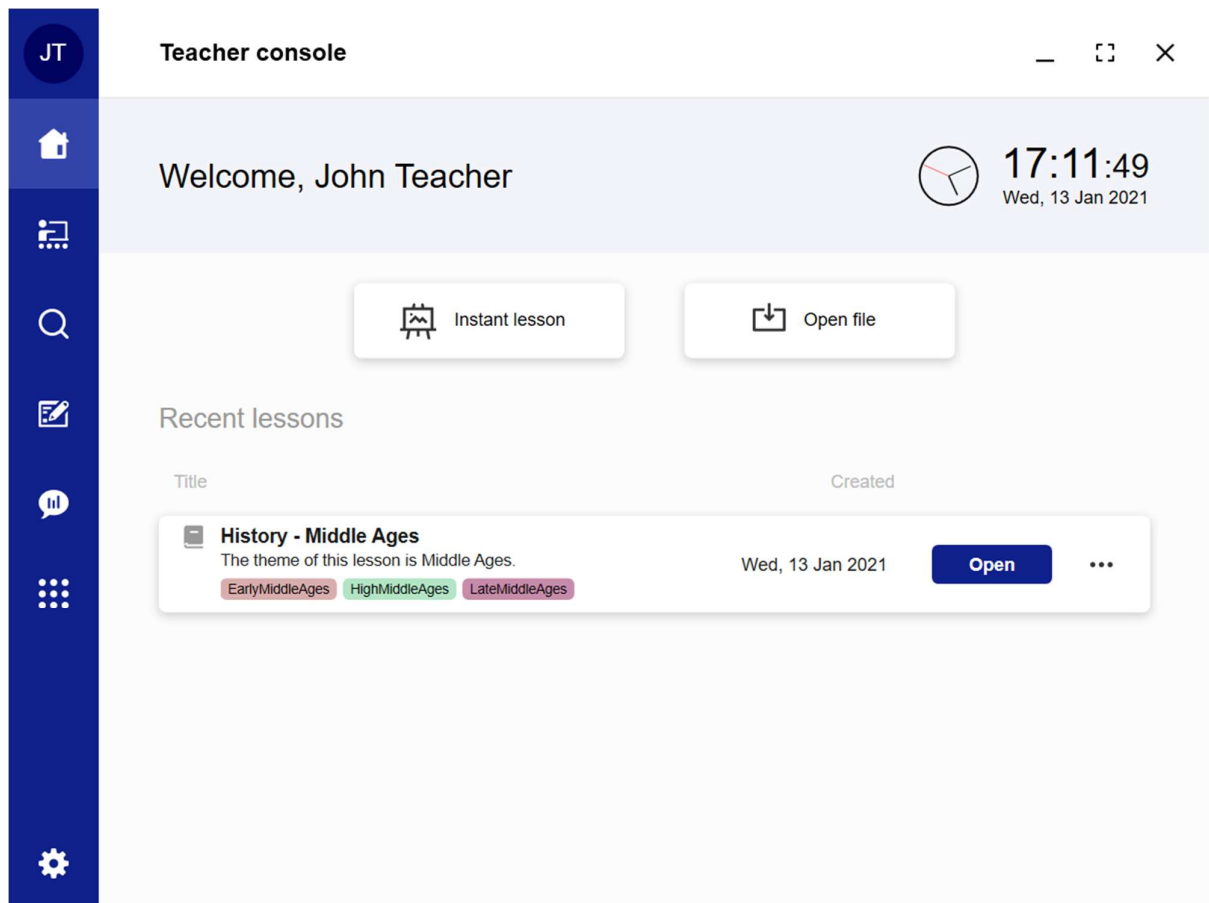 JT
Teacher console
Welcome, John Teacher
17:11:49
Wed, 13 Jan 2021
Instant lesson
Open file
Recent lessons
Title Created
History - Middle Ages
The theme of this lesson is Middle Ages.
EarlyMiddleAges HighMiddleAges LateMiddleAges
Wed, 13 Jan 2021
Open